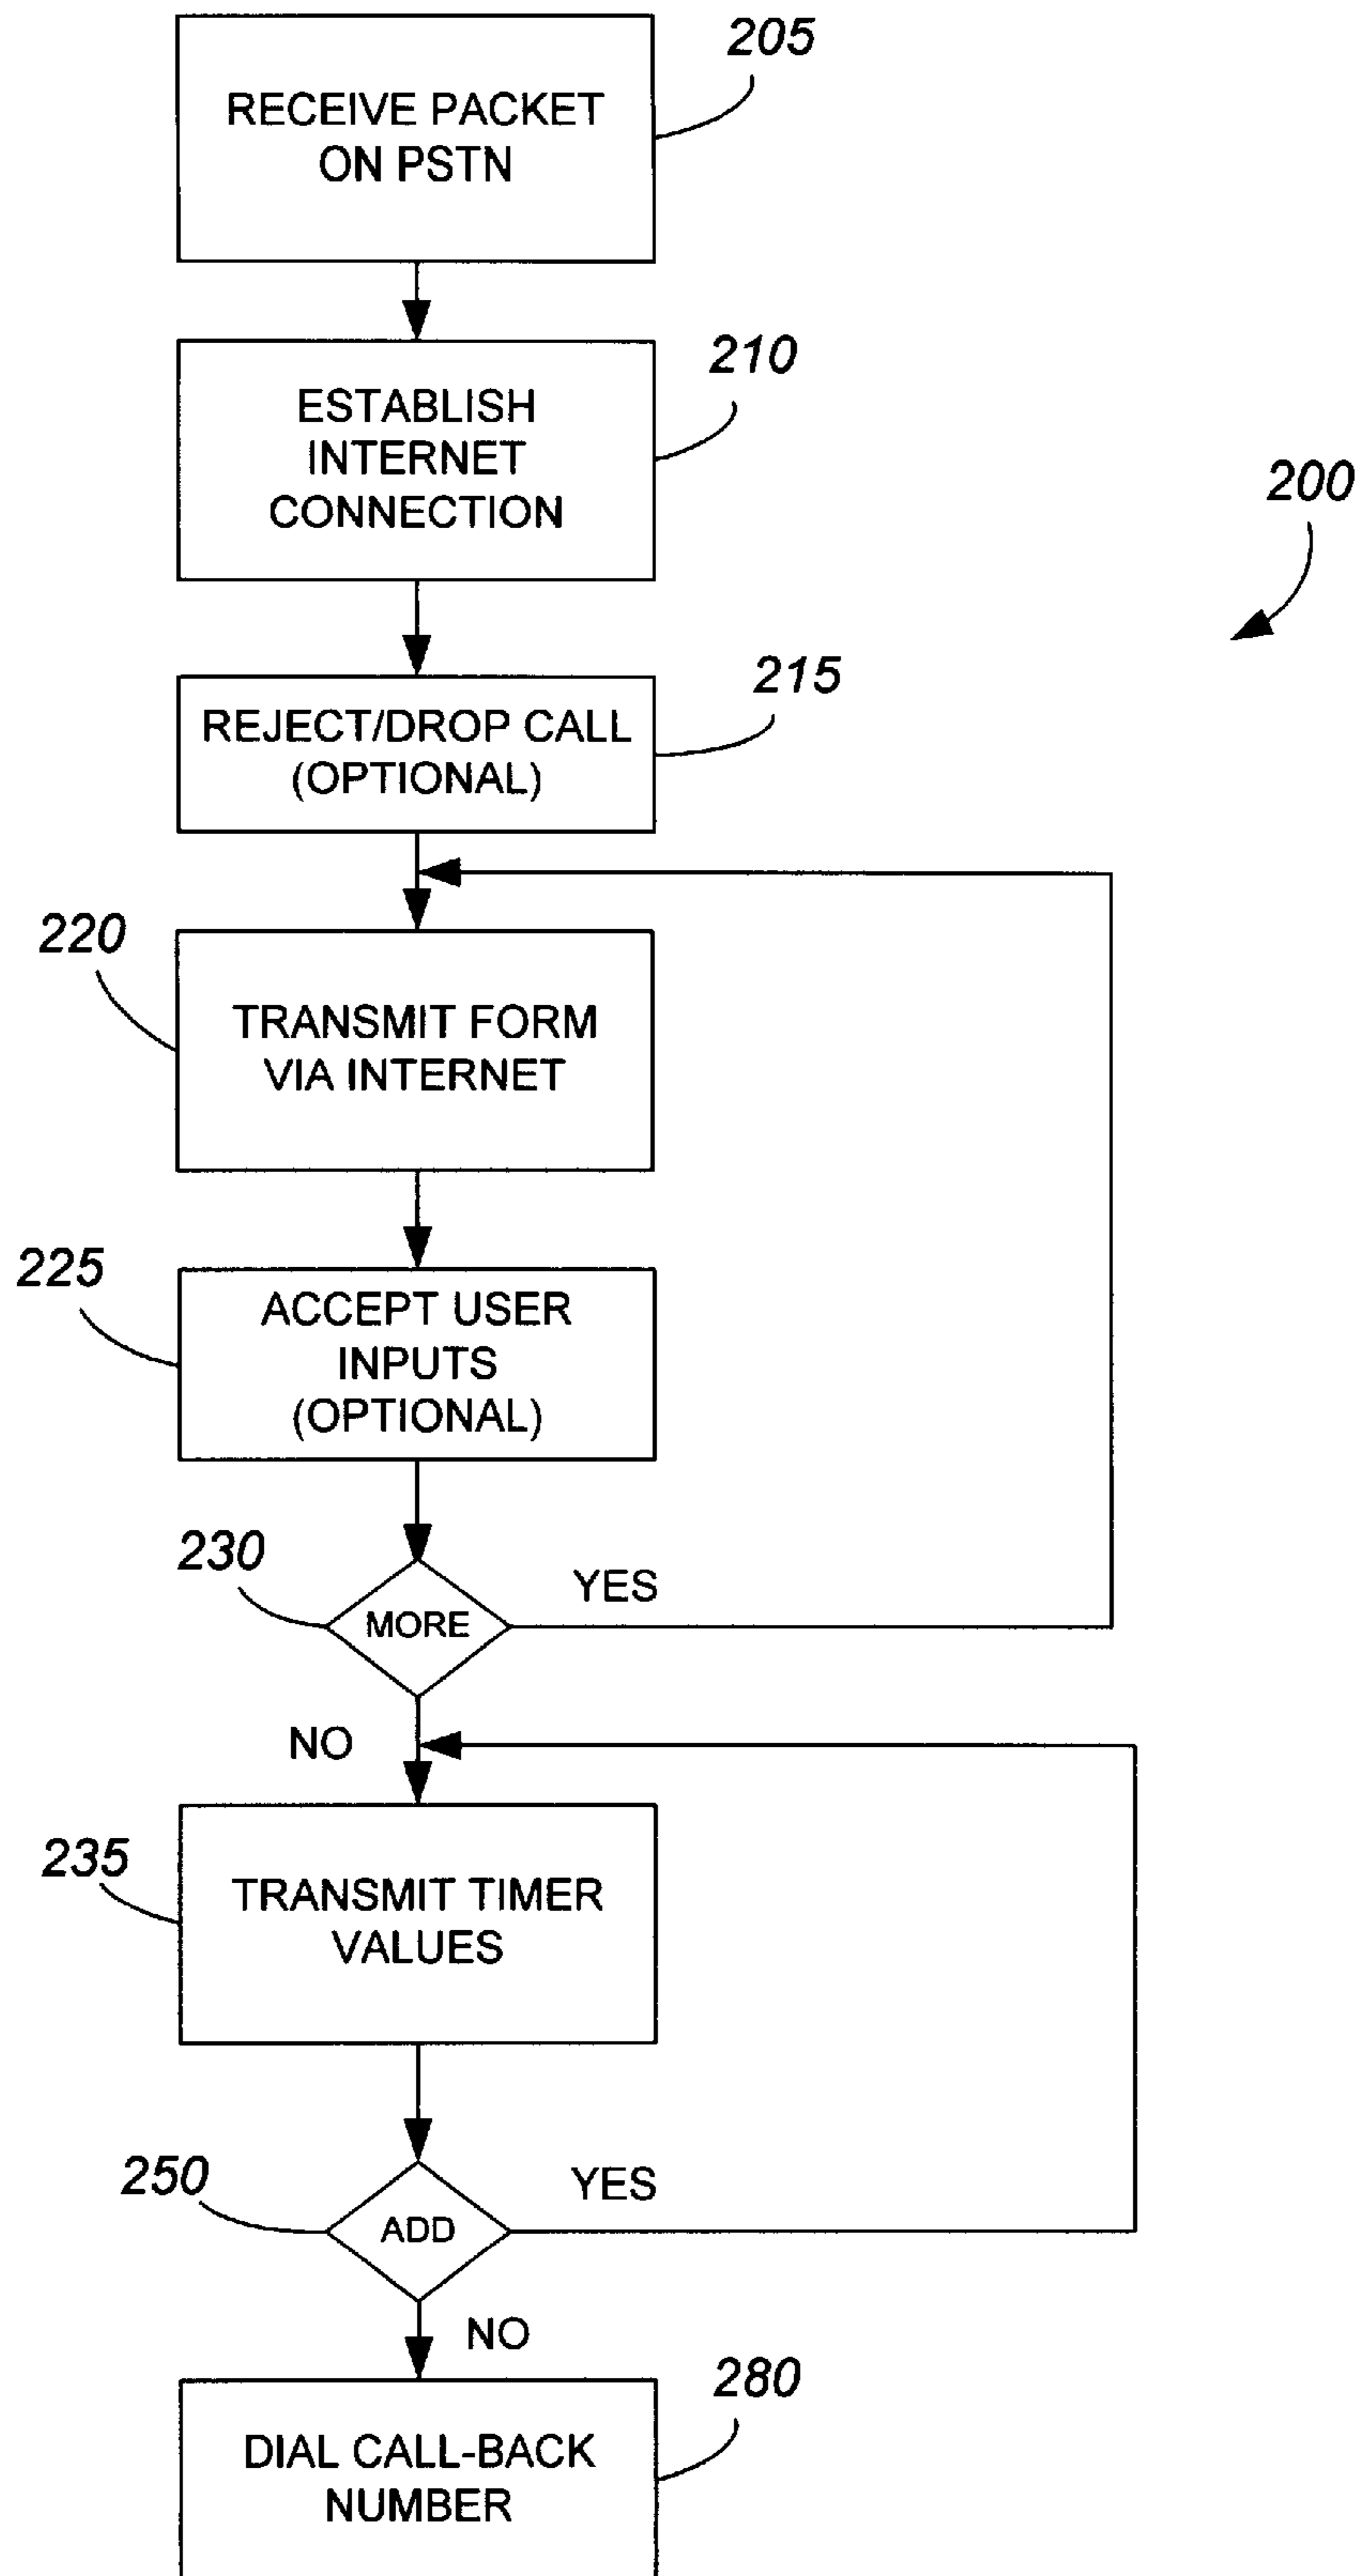 205
RECEIVE PACKET
ON PSTN
210
ESTABLISH
INTERNET
CONNECTION
200
215
REJECT/DROP CALL
(OPTIONAL)
220
TRANSMIT FORM
VIA INTERNET
225
ACCEPT USER
INPUTS
(OPTIONAL)
230
YES
MORE
NO
235
TRANSMIT TIMER
VALUES
250
YES
ADD
NO
280
DIAL CALL-BACK
NUMBER